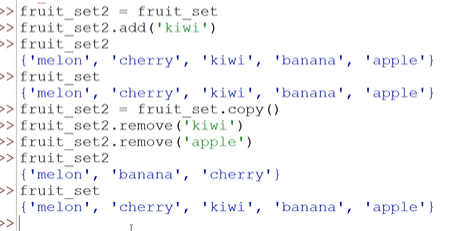 >> fruit_set2 = fruit_set
>> fruit_set2.add('kiwi')
>> fruit_set2
{'melon', 'cherry', 'kiwi', 'banana', 'apple'}
>> fruit_set
{'melon', 'cherry', 'kiwi', 'banana', 'apple'}
>> fruit_set2 = fruit_set.copy()
>> fruit_set2.remove('kiwi')
>> fruit_set2.remove('apple')
>> fruit_set2
{'melon', 'banana', 'cherry'}
>> fruit_set
{'melon', 'cherry', 'kiwi', 'banana', 'apple'}
>>